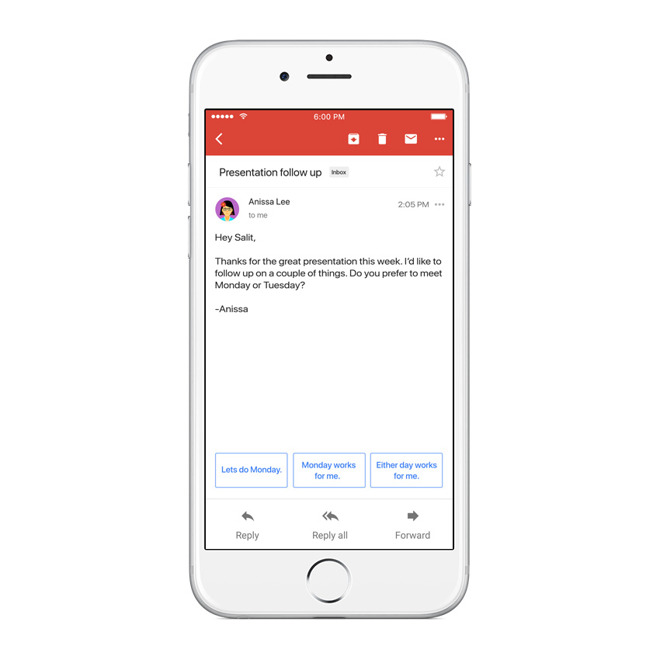 6:00 PM
Presentation follow up Inbox
Anissa Lee
2:05 PM
to me
Hey Salit,
Thanks for the great presentation this week. I'd like to
follow up on a couple of things. Do you prefer to meet
Monday or Tuesday?
-Anissa
Lets do Monday.
Monday works
for me.
Either day works
for me.
Reply
Reply all
Forward